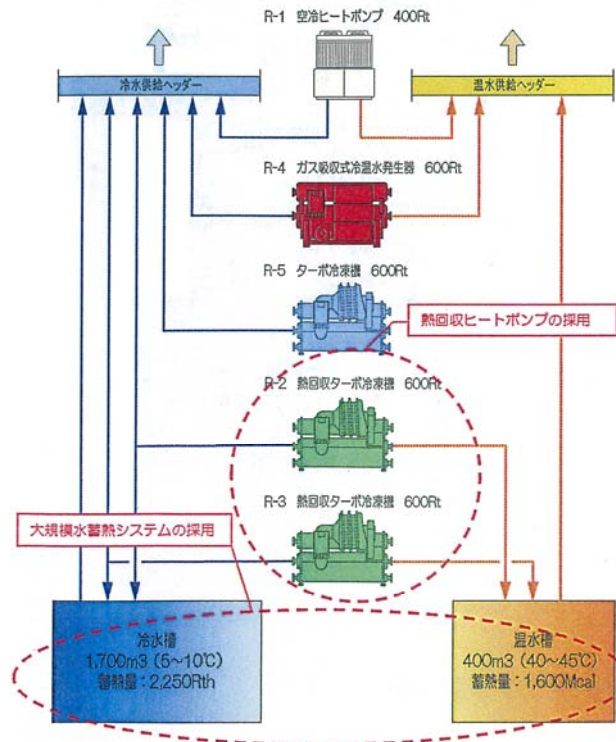 R-1 空冷ヒートポンプ 400Rt
冷水供給ヘッダー
温水供給ヘッダー
R-4 ガス吸収式冷温水発生器 600Rt
R-5 ターボ冷凍機 600Rt
熱回収ヒートポンプの採用
R-2 熱回収ターボ冷凍機 600Rt
R-3 熱回収ターボ冷凍機 600Rt
大規模水蓄熱システムの採用
冷水槽
1,700m3（5～10℃）
蓄熱量：2,250Rth
温水槽
400m3（40～45℃）
蓄熱量：1,600Mcal